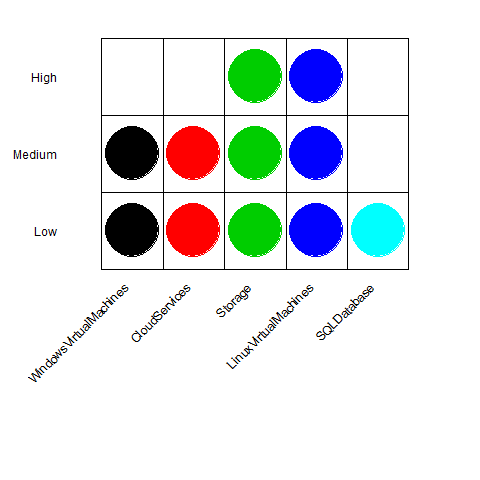 High
Medium
Low
WindowsVirtualMachines
CloudServices
Storage
LinuxVirtualMachines
SQLDatabase